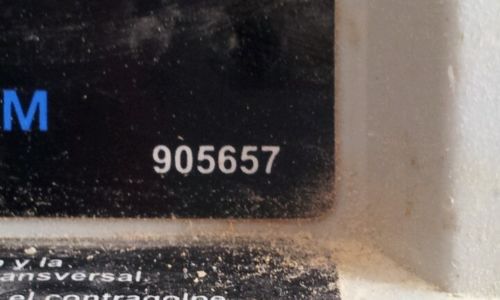 M
905657
y la
ansversal,
el contragolpe